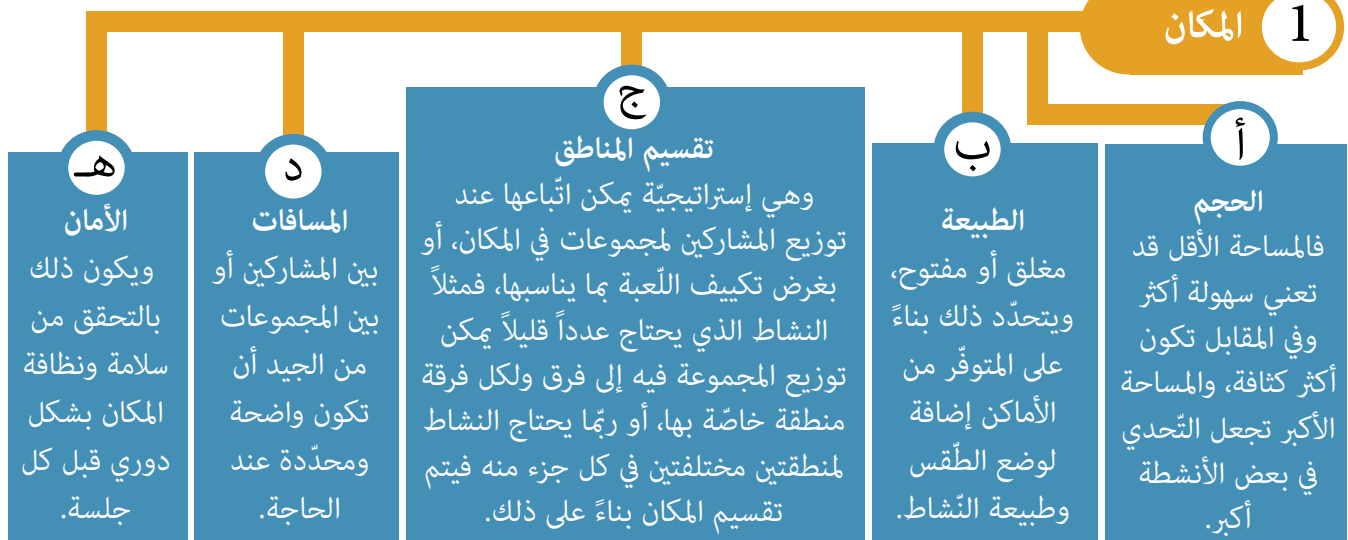 1 المكان
أ
الحجم
فالمساحة الأقل قد
تعني سهولة أكثر
وفي المقابل تكون
أكثر كثافة، والمساحة
الأكبر تجعل التّحدي
في بعض الأنشطة
أكبر.
ب
الطبيعة
مغلق أو مفتوح،
ويتحدّد ذلك بناءً
على المتوفّر من
الأماكن إضافة
لوضع الطّقس
وطبيعة النّشاط.
ج
تقسيم المناطق
وهي إستراتيجيّة يمكن اتّباعها عند
توزيع المشاركين لمجموعات في المكان، أو
بغرض تكييف اللّعبة بما يناسبها، فمثلاً
النشاط الذي يحتاج عدداً قليلاً يمكن
توزيع المجموعة فيه إلى فرق ولكل فرقة
منطقة خاصّة بها، أو ربّما يحتاج النشاط
لمنطقتين مختلفتين في كل جزء منه فيتم
تقسيم المكان بناءً على ذلك.
د
المسافات
بين المشاركين أو
بين المجموعات
من الجيد أن
تكون واضحة
ومحدّدة عند
الحاجة.
هـ
الأمان
ويكون ذلك
بالتحقق من
سلامة ونظافة
المكان بشكل
دوري قبل كل
جلسة.